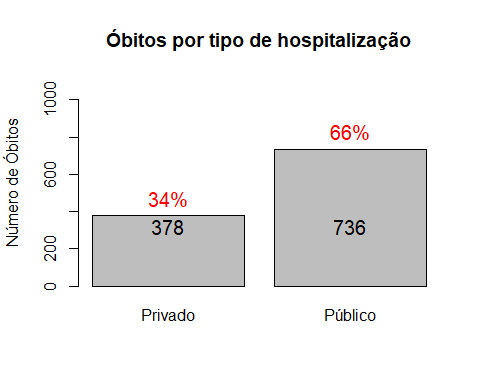 Óbitos por tipo de hospitalização
Número de Óbitos
1000
600
200
0
34%
378
66%
736
Privado
Público